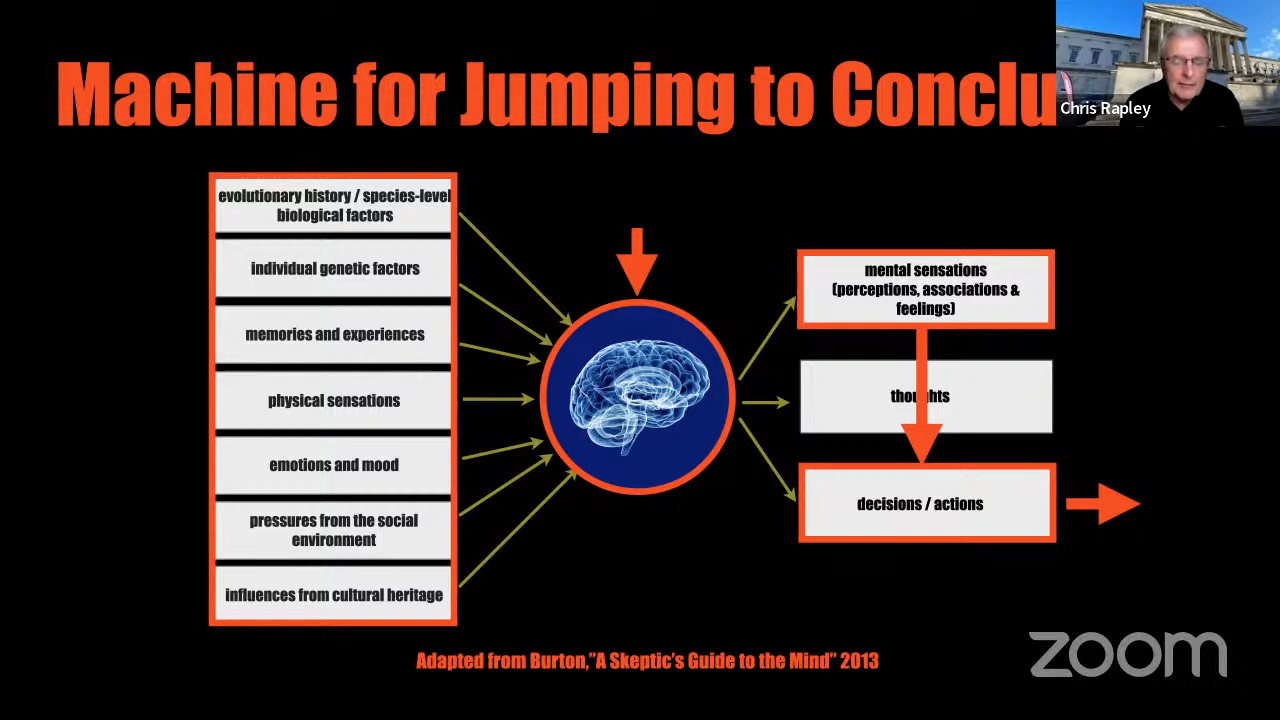 Machine for Jumping to Conclu
Chris Rapley
evolutionary history / species-level
biological factors
individual genetic factors
memories and experiences
physical sensations
emotions and mood
pressures from the social
environment
influences from cultural heritage
mental sensations
(perceptions, associations &
feelings)
thoughts
decisions / actions
Adapted from Burton,"A Skeptic's Guide to the Mind" 2013
zoom